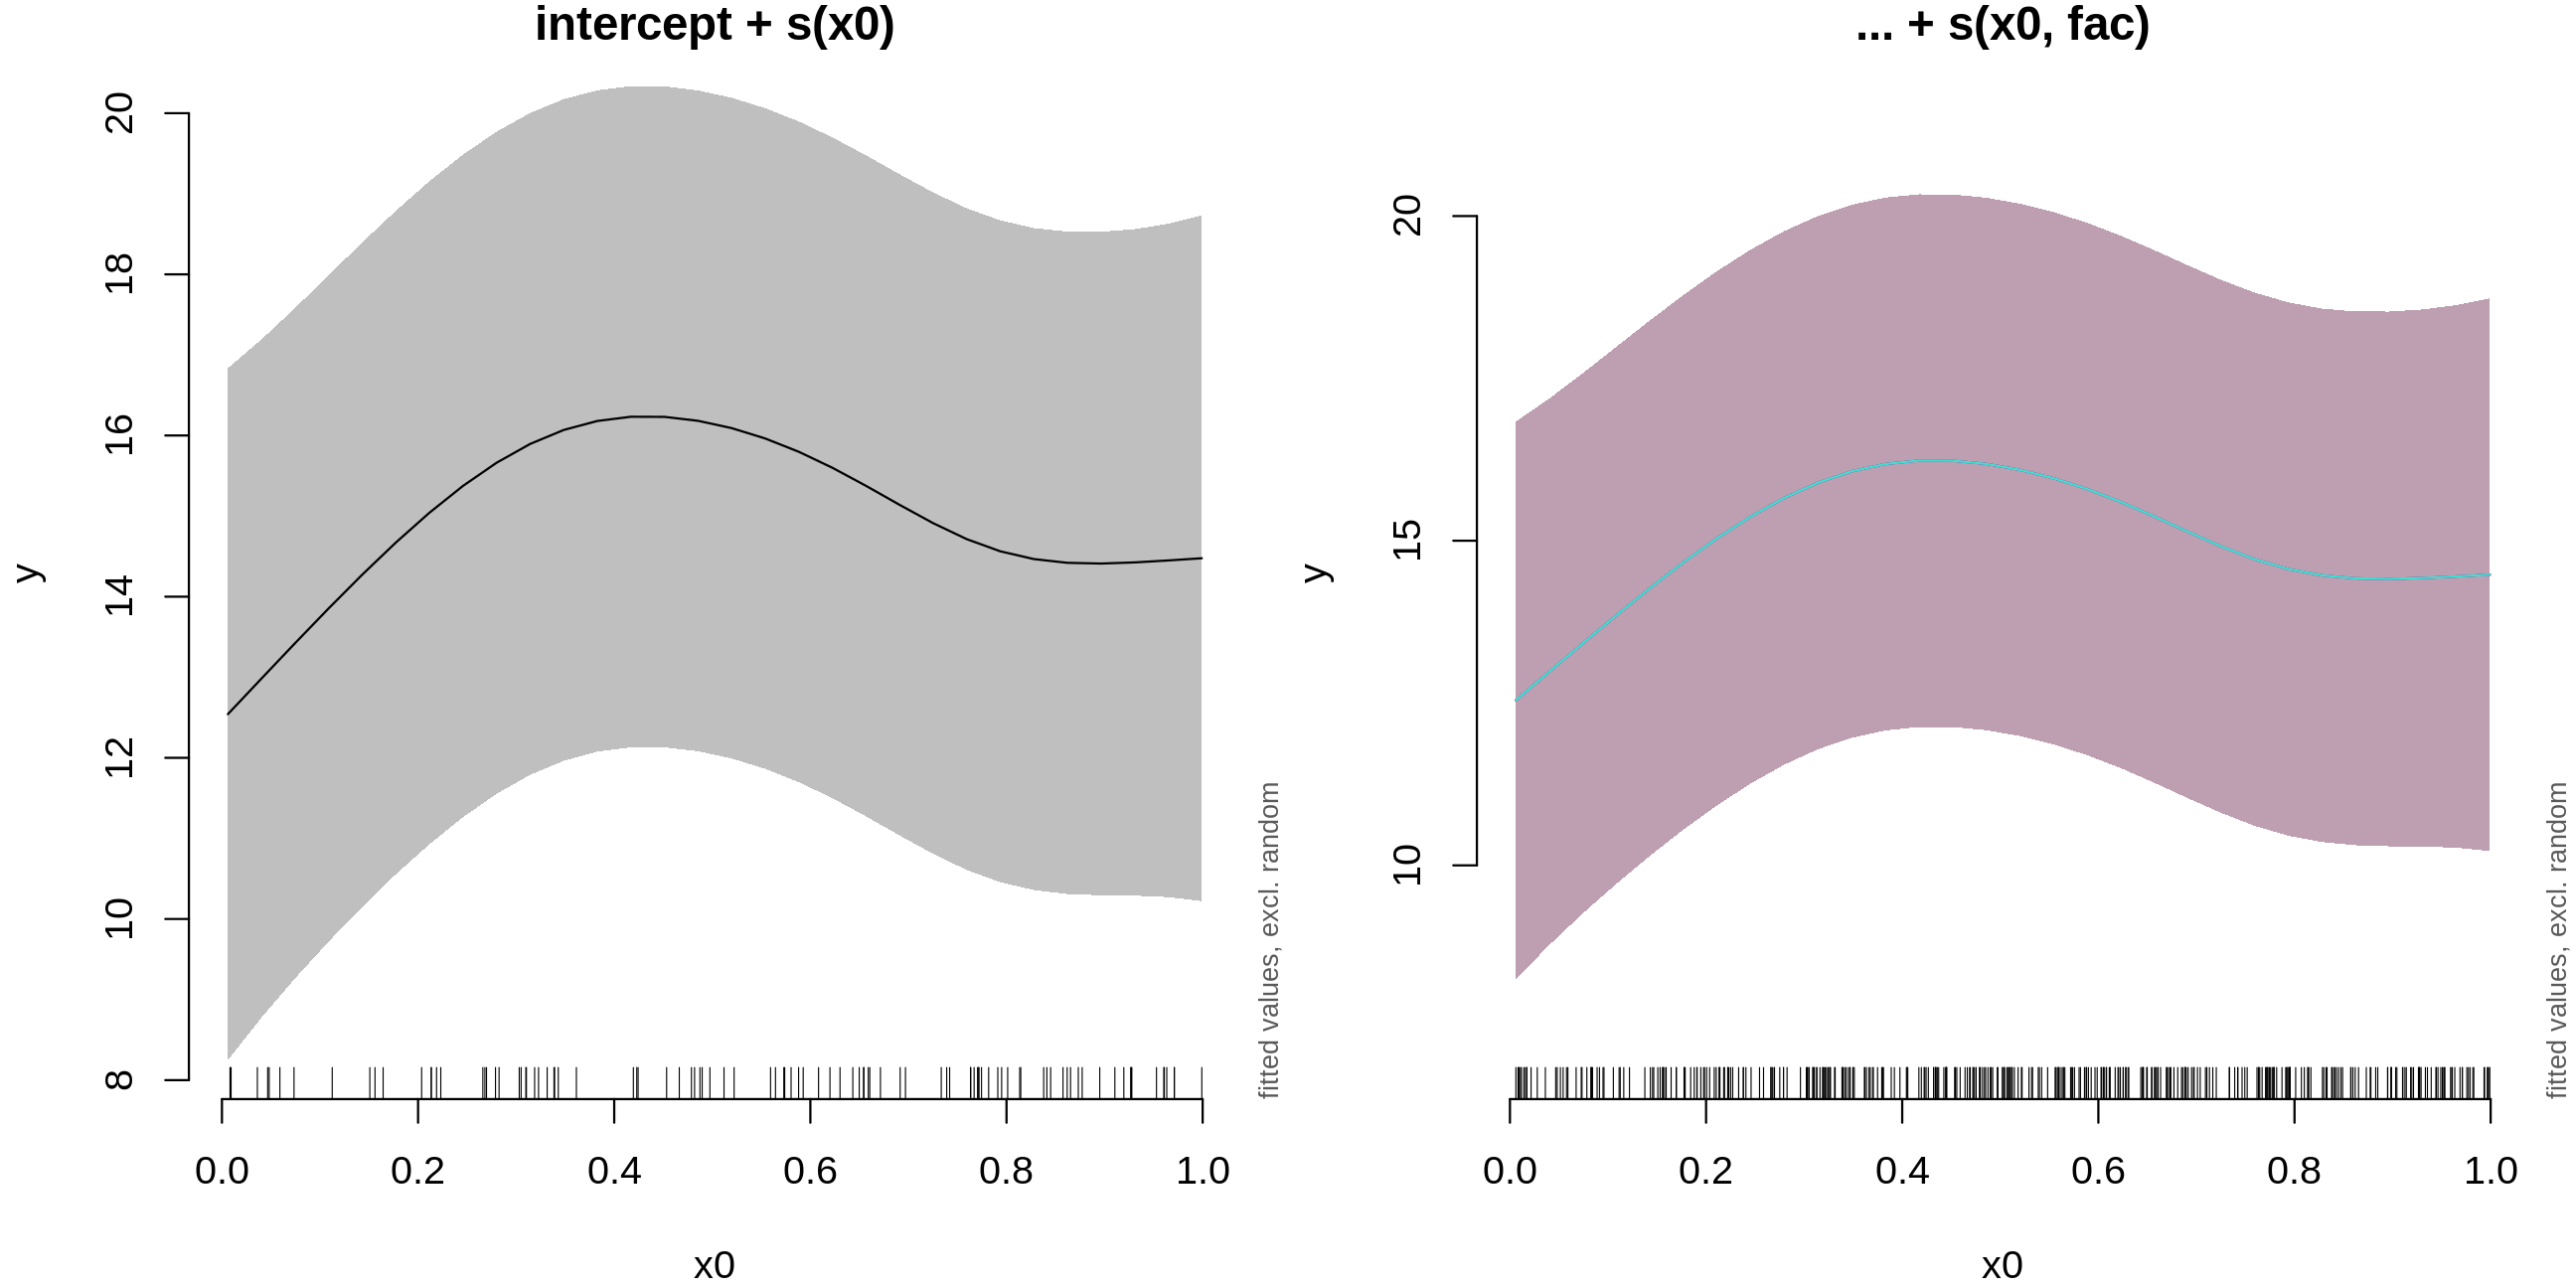 intercept + s(x0)
20
18
16
14
12
10
8
y
0.0 0.2 0.4 0.6 0.8 1.0
x0
fitted values, excl. random
... + s(x0, fac)
20
15
10
y
0.0 0.2 0.4 0.6 0.8 1.0
x0
fitted values, excl. random